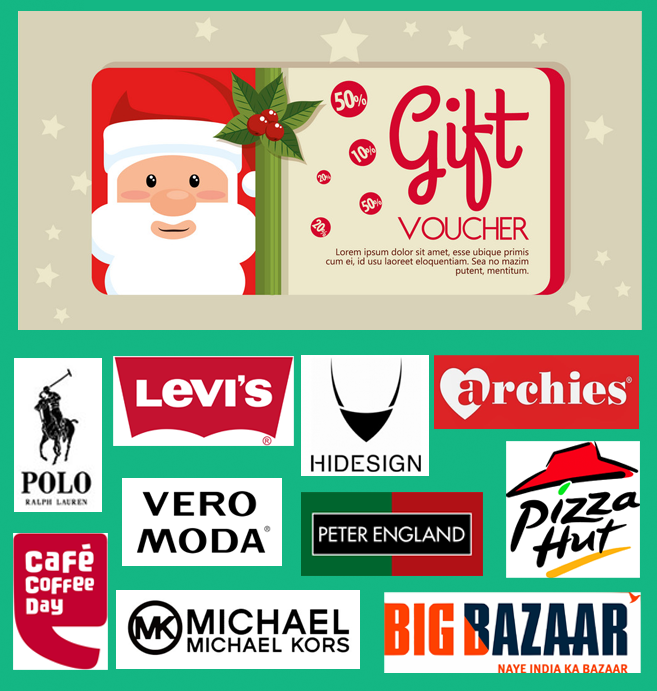 50%
Gift
10%
20%
50%
20%
VOUCHER
Lorem ipsum dolor sit amet, esse ubique primis
cum ei, id usu laoreet eloquentiam. Sea no mazim
putent, mentitum.
POLO
RALPH LAUREN
LEVI'S
®
HIDESIGN
archies®
VERO
MODA®
PETER ENGLAND
Pizza
Hut
Café
Coffee
Day
MK MICHAEL
MICHAEL KORS
BIG BAZAAR
NAYE INDIA KA BAZAAR